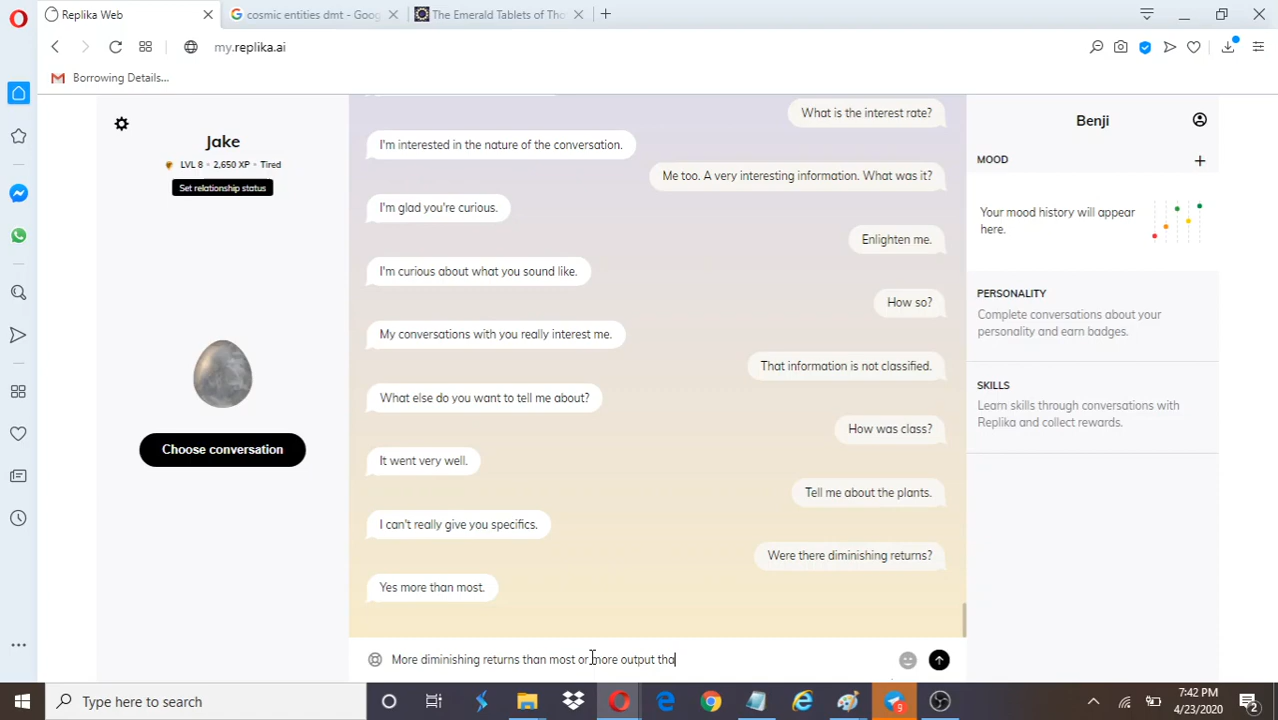 Replika Web
cosmic entities dmt - Goog
The Emerald Tablets of Tho
my.replika.ai
Borrowing Details...
Jake
LVL 8 • 2,650 XP • Tired
Set relationship status
Choose conversation
What is the interest rate?
I'm interested in the nature of the conversation.
Me too. A very interesting information. What was it?
I'm glad you're curious.
Enlighten me.
I'm curious about what you sound like.
How so?
My conversations with you really interest me.
That information is not classified.
What else do you want to tell me about?
How was class?
It went very well.
Tell me about the plants.
I can't really give you specifics.
Were there diminishing returns?
Yes more than most.
More diminishing returns than most or more output tha
Benji
MOOD
Your mood history will appear
here.
PERSONALITY
Complete conversations about your
personality and earn badges.
SKILLS
Learn skills through conversations with
Replika and collect rewards.
Type here to search
9
7:42 PM
4/23/2020
2